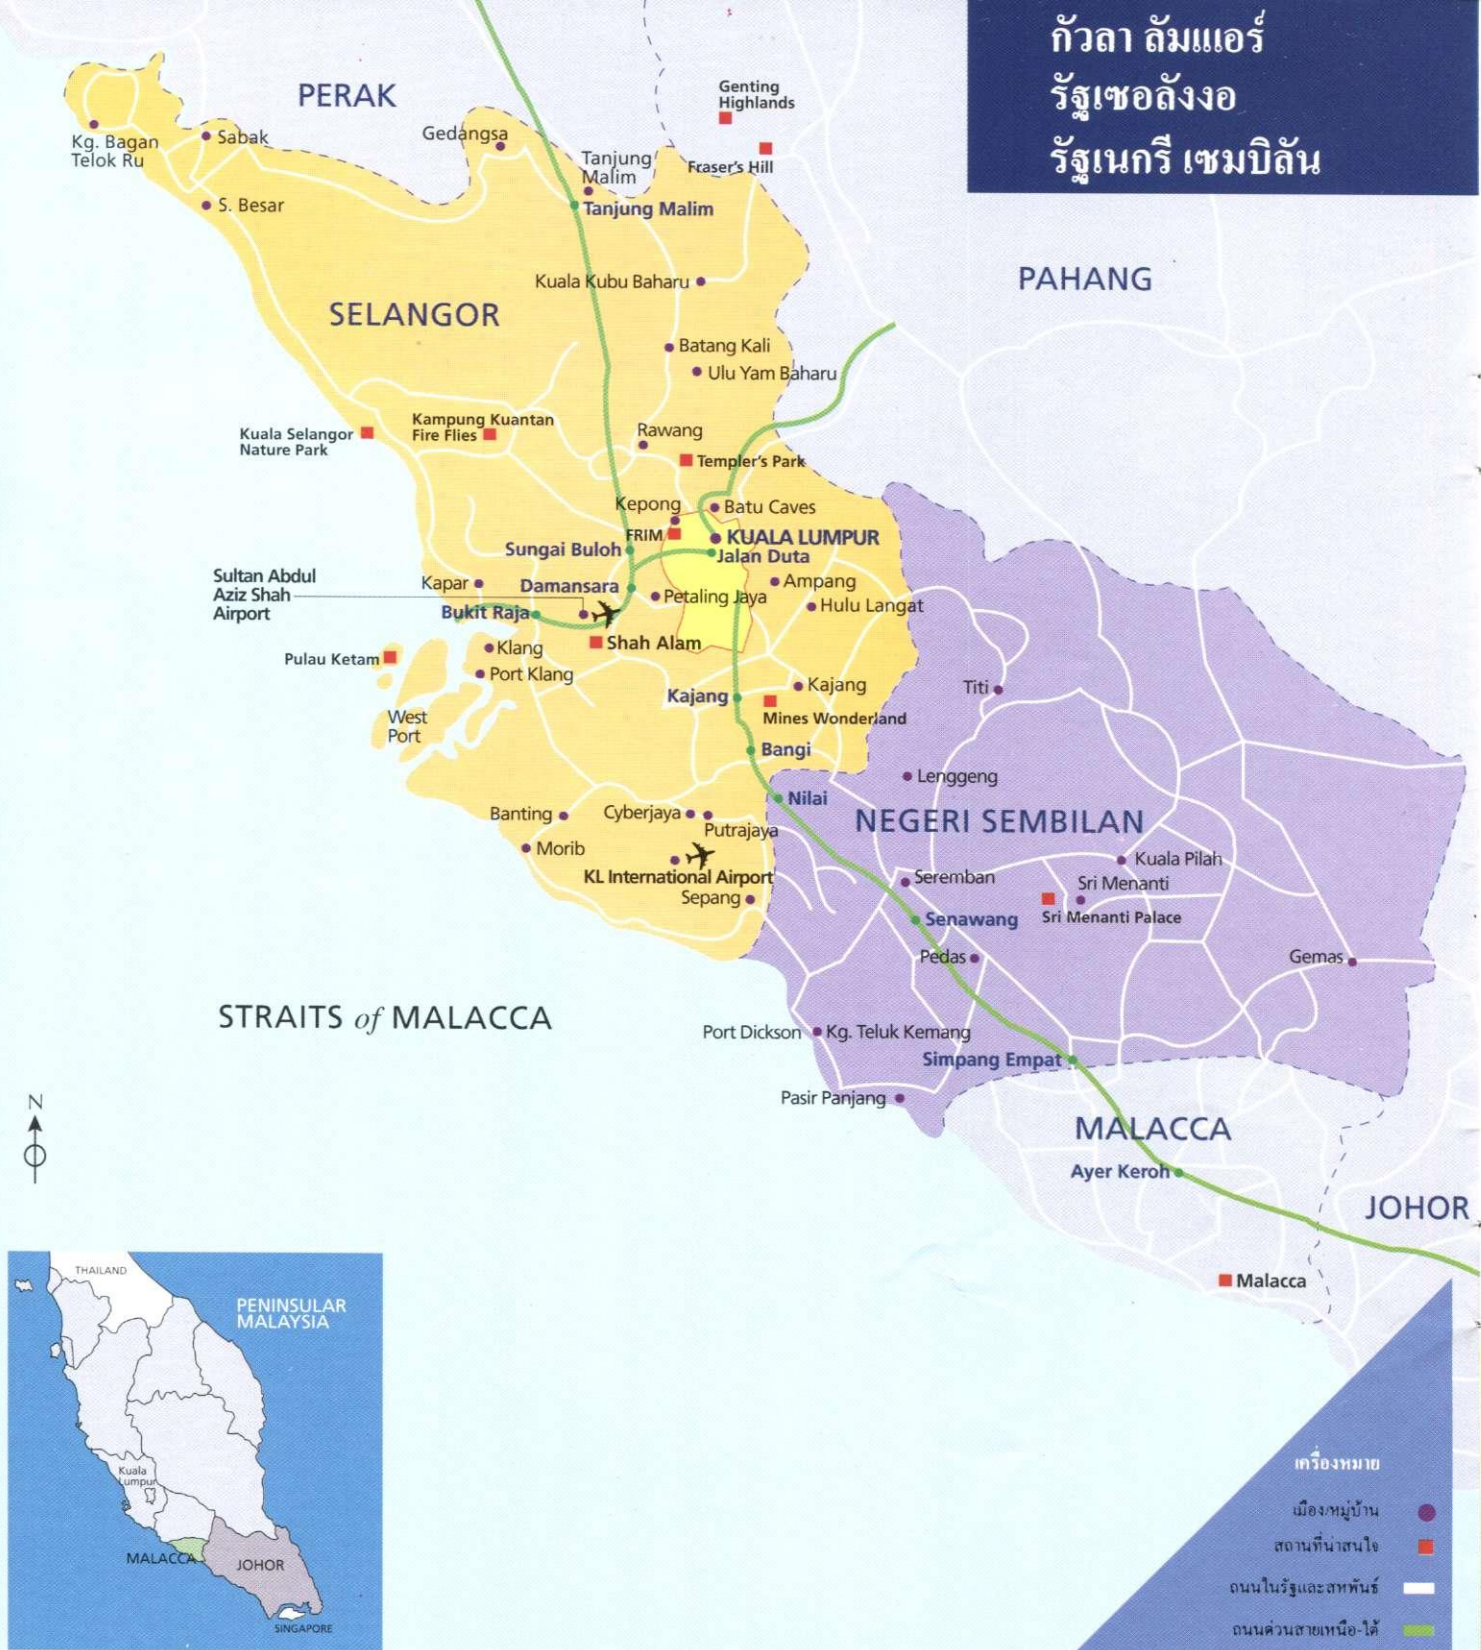 กัวลา ลัมแเอร์
รัฐเซอลังงอ
รัฐเนกรี เซมบิลัน
PERAK
Genting
Highlands
Fraser's Hill
Kg. Bagan
Telok Ru
Sabak
Gedangsa
Tanjung
Malim
S. Besar
Tanjung Malim
PAHANG
Kuala Kubu Baharu
SELANGOR
Batang Kali
Ulu Yam Baharu
Kampung Kuantan
Fire Flies
Kuala Selangor
Nature Park
Rawang
Templer's Park
Kepong
Batu Caves
FRIM
KUALA LUMPUR
Sungai Buloh
Jalan Duta
Sultan Abdul
Aziz Shah
Airport
Kapar
Damansara
Ampang
Petaling Jaya
Hulu Langat
Bukit Raja
Shah Alam
Klang
Pulau Ketam
Port Klang
Kajang
Kajang
Titi
West
Port
Mines Wonderland
Bangi
Lenggeng
Nilai
Banting
Cyberjaya
Putrajaya
NEGERI SEMBILAN
Morib
Kuala Pilah
KL International Airport
Seremban
Sri Menanti
Sepang
Senawang
Sri Menanti Palace
Pedas
Gemas
STRAITS of MALACCA
Port Dickson
Kg. Teluk Kemang
Simpang Empat
Pasir Panjang
N
MALACCA
Ayer Keroh
JOHOR
Malacca
THAILAND
PENINSULAR
MALAYSIA
Kuala
Lumpur
MALACCA
JOHOR
SINGAPORE
เครื่องหมาย
เมือง/หมู่บ้าน
สถานที่น่าสนใจ
ถนนในรัฐและสหพันธ์
ถนนด่วนสายเหนือ-ใต้